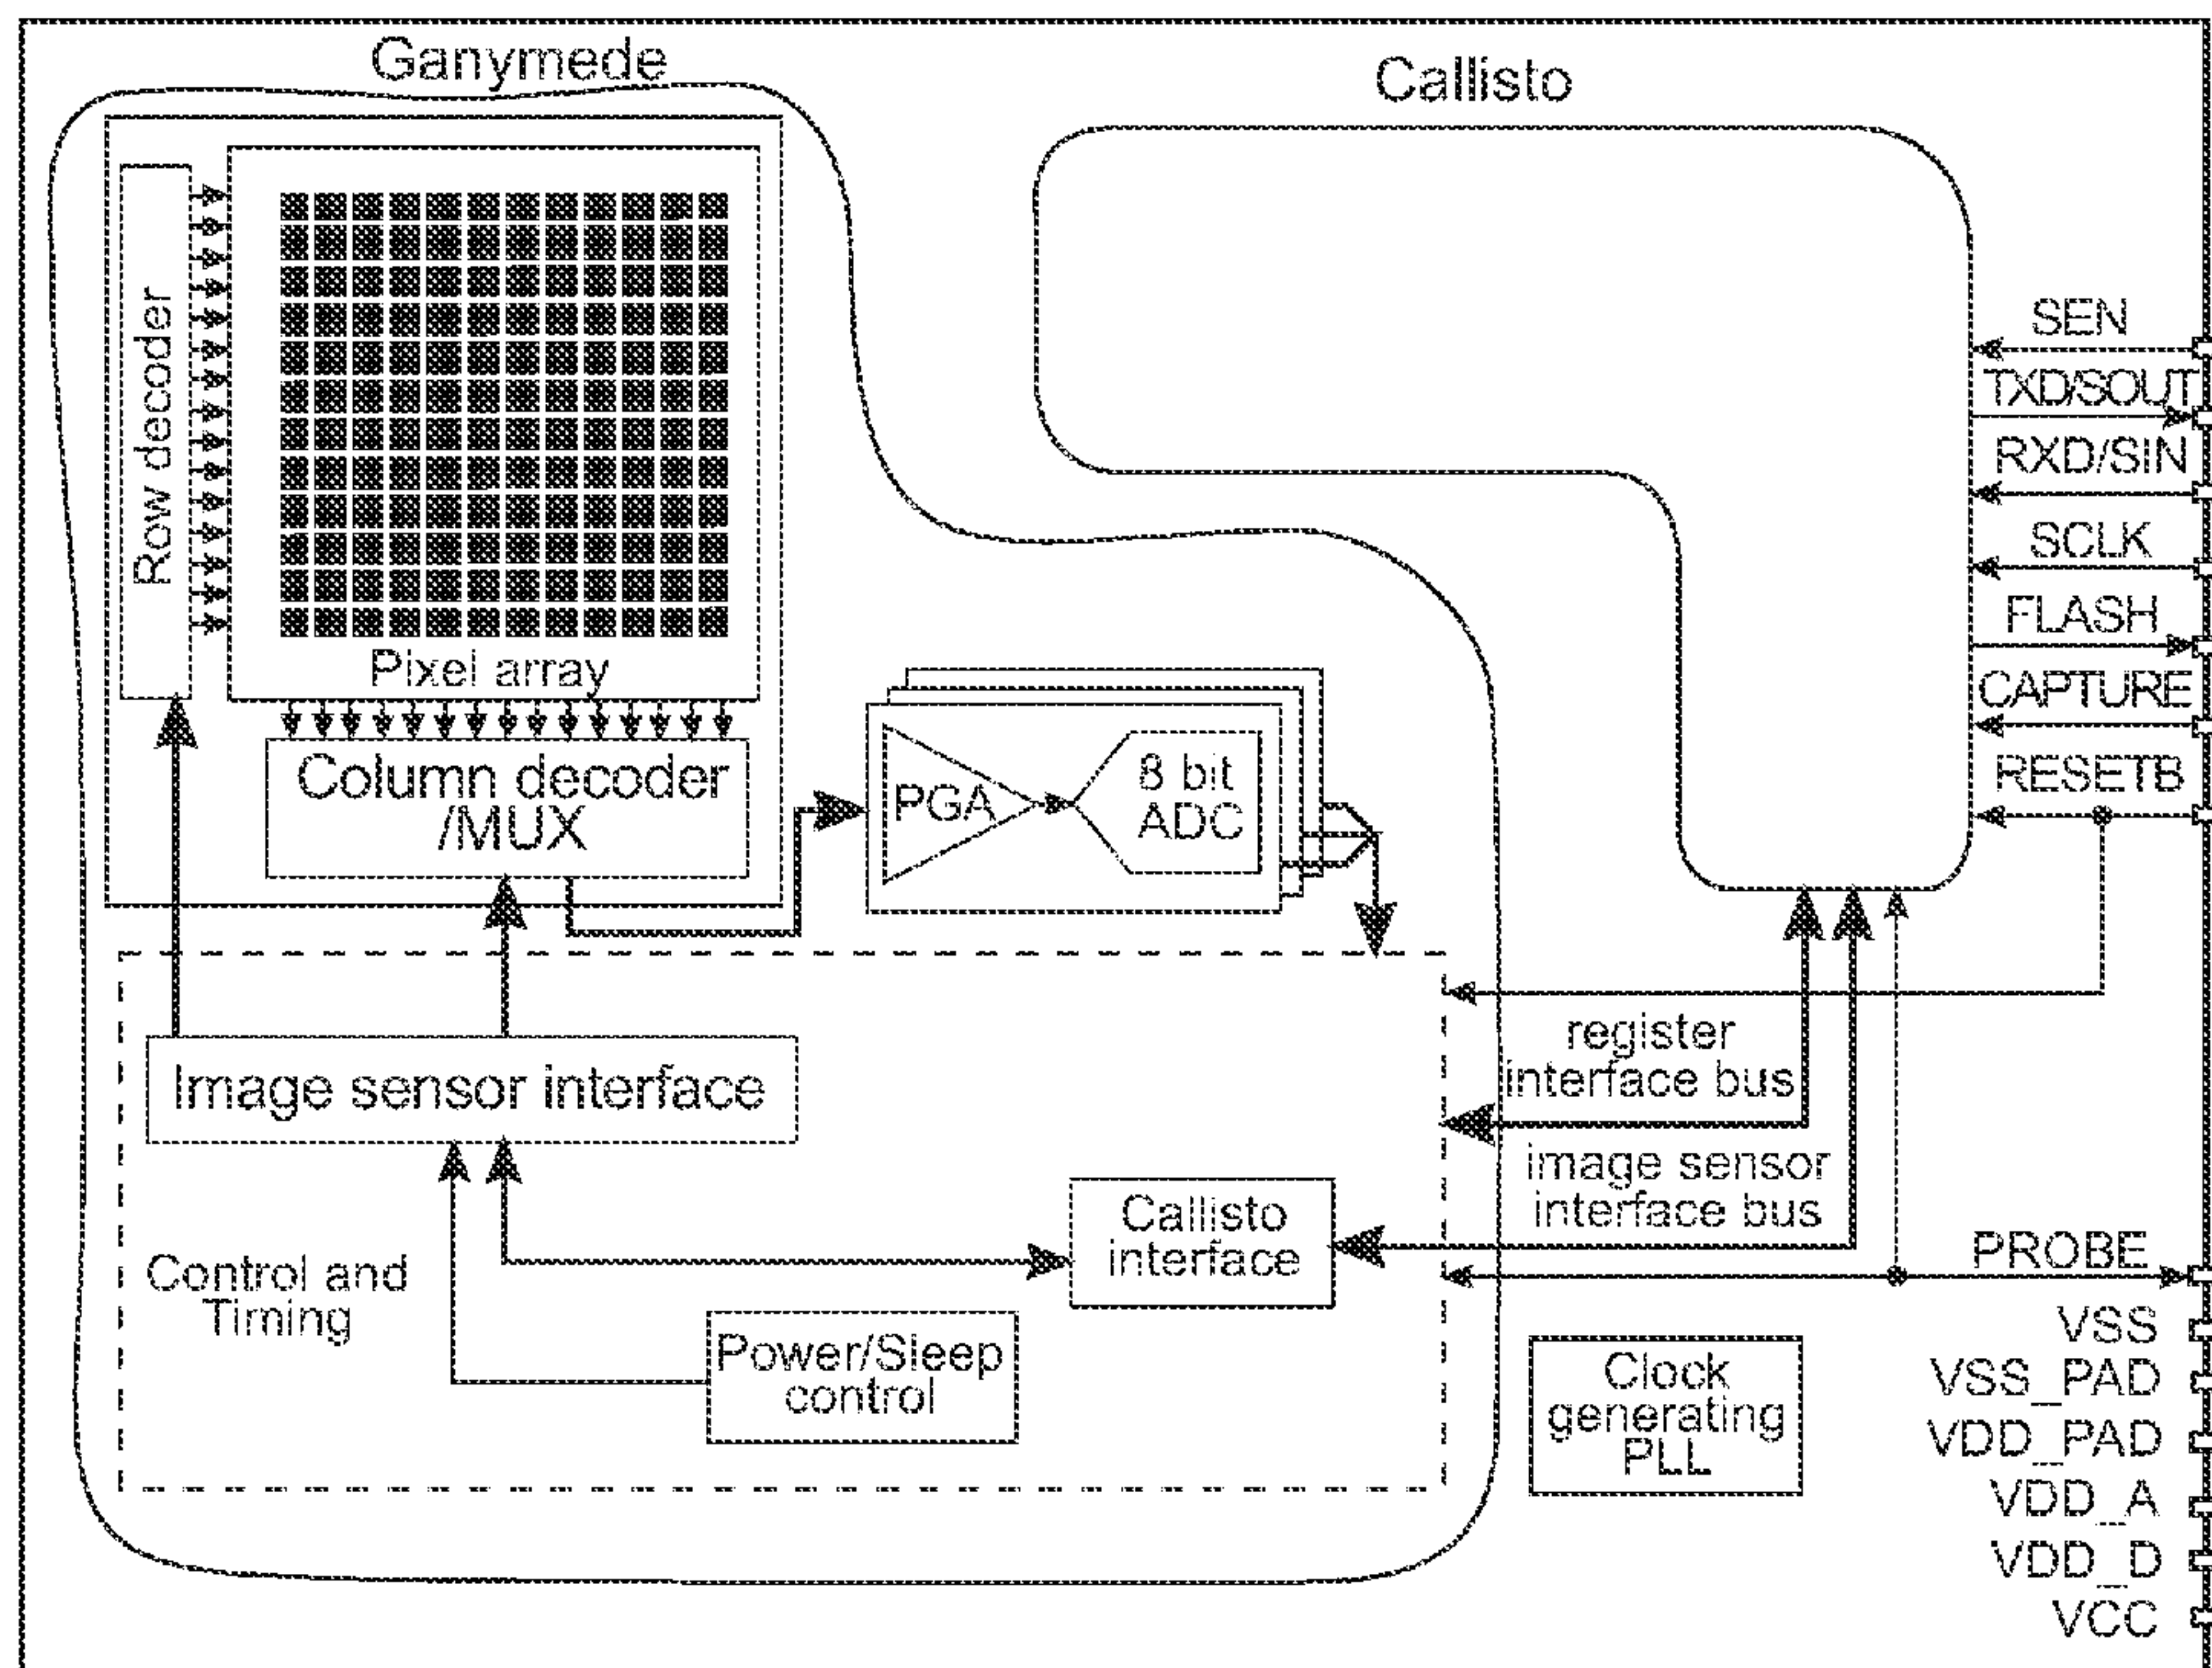 Ganymede
Callisto
Row decoder
Pixel array
Column decoder
/MUX
PGA
8 bit
ADC
SEN
TXD/SOUT
RXD/SIN
SCLK
FLASH
CAPTURE
RESETB
register
interface bus
Image sensor interface
image sensor
interface bus
Callisto
interface
Control and
Timing
Power/Sleep
control
PROBE
Clock
generating
PLL
VSS
VSS_PAD
VDD_PAD
VDD_A
VDD_D
VCC